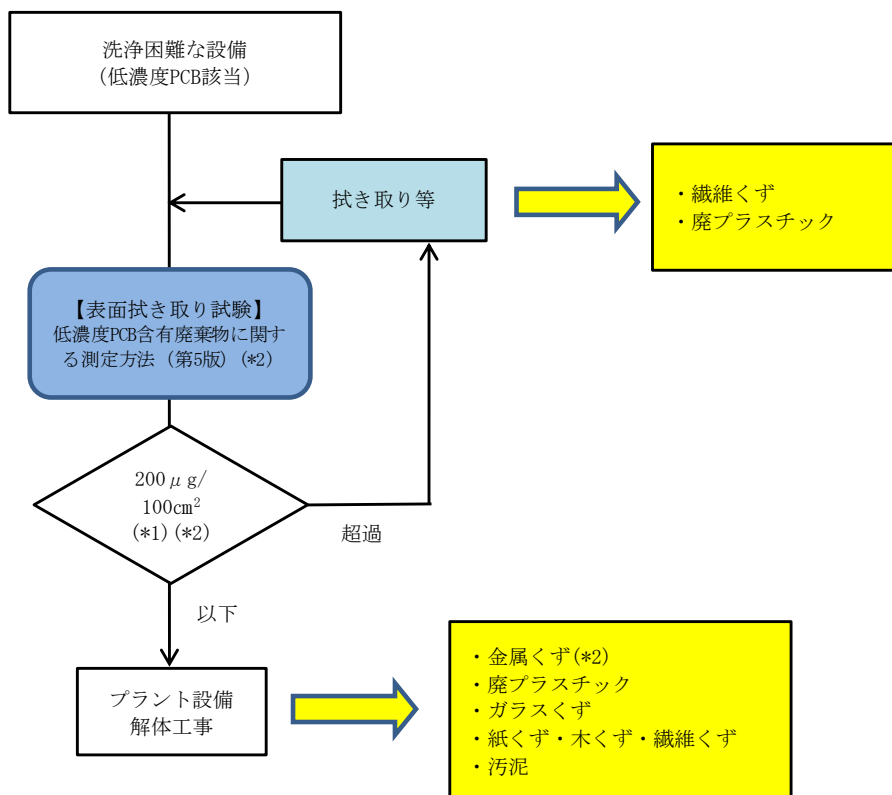 洗浄困難な設備
(低濃度PCB該当)
拭き取り等
・繊維くず
・廃プラスチック
【表面拭き取り試験】
低濃度PCB含有廃棄物に関す
る測定方法（第5版）(*2)
200μg/
100cm²
(*1)(*2)
超過
以下
プラント設備
解体工事
・金属くず(*2)
・廃プラスチック
・ガラスくず
・紙くず・木くず・繊維くず
・汚泥